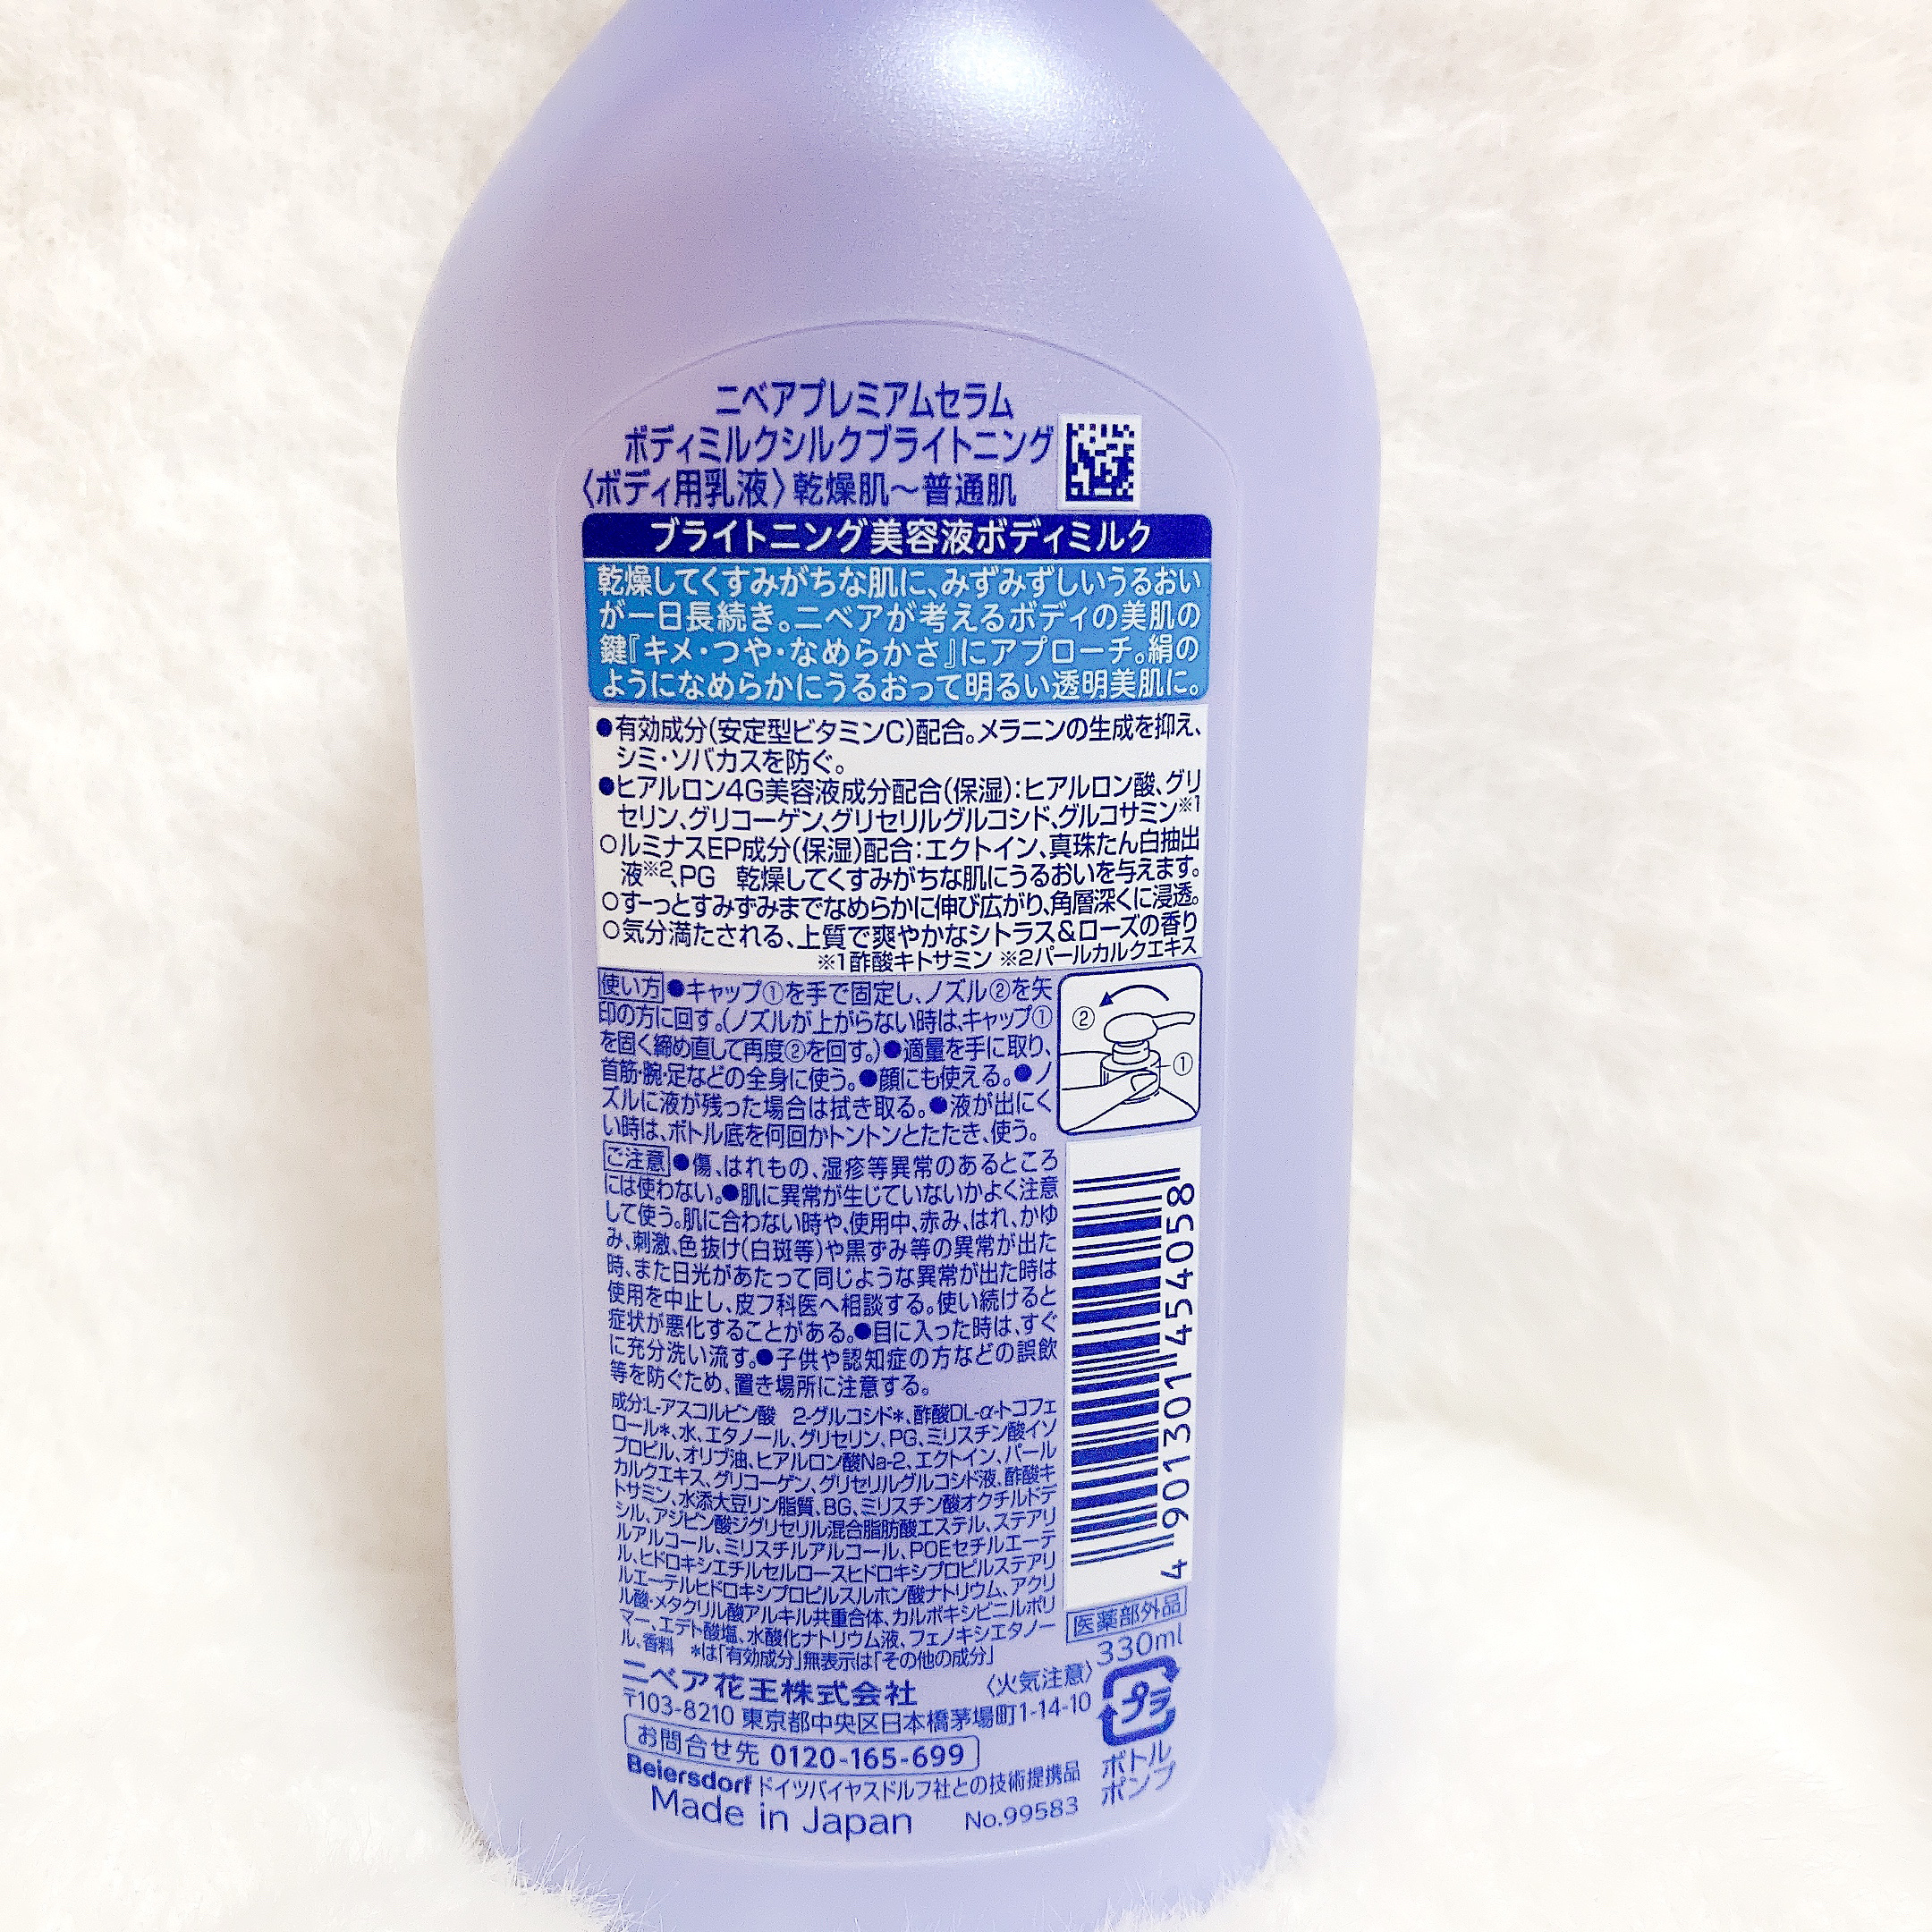 ニベアプレミアムセラム
ボディミルクシルクブライトニング
〈ボディ用乳液〉乾燥肌～普通肌
ブライトニング美容液ボディミルク
乾燥してくすみがちな肌に、みずみずしいうるおい
が一日長続き。ニベアが考えるボディの美肌の
鍵『キメ・つや・なめらかさ』にアプローチ。絹の
ようになめらかにうるおって明るい透明美肌に。
●有効成分(安定型ビタミンC)配合。メラニンの生成を抑え、
シミ・ソバカスを防ぐ。
●ヒアルロン4G美容液成分配合(保湿):ヒアルロン酸、グリ
セリン、グリコーゲン、グリセリルグルコシド、グルコサミン※1
○ルミナスEP成分(保湿)配合:エクトイン、真珠たん白抽出
液※2、PG 乾燥してくすみがちな肌にうるおいを与えます。
○すーっとすみずみまでなめらかに伸び広がり、角層深くに浸透。
○気分満たされる、上質で爽やかなシトラス&ローズの香り
※1酢酸キトサミン ※2パールカルクエキス
使い方 ●キャップ①を手で固定し、ノズル②を矢
印の方に回す。(ノズルが上がらない時は、キャップ①
を固く締め直して再度②を回す。)●適量を手に取り、
首筋・腕・足などの全身に使う。●顔にも使える。●ノ
ズルに液が残った場合は拭き取る。●液が出にく
い時は、ボトル底を何回かトントンとたたき、使う。
②
①
ご注意 ●傷、はれもの、湿疹等異常のあるところ
には使わない。●肌に異常が生じていないかよく注意
して使う。肌に合わない時や、使用中、赤み、はれ、かゆ
み、刺激、色抜け(白斑等)や黒ずみ等の異常が出た
時、また日光があたって同じような異常が出た時は
使用を中止し、皮フ科医へ相談する。使い続けると
症状が悪化することがある。●目に入った時は、すぐ
に充分洗い流す。●子供や認知症の方などの誤飲
等を防ぐため、置き場所に注意する。
成分:L-アスコルビン酸 2-グルコシド*、酢酸DL-α-トコフェ
ロール*、水、エタノール、グリセリン、PG、ミリスチン酸イソ
プロピル、オリブ油、ヒアルロン酸Na-2、エクトイン、パール
カルクエキス、グリコーゲン、グリセリルグルコシド液、酢酸キ
トサミン、水添大豆リン脂質、BG、ミリスチン酸オクチルドデ
シル、アジピン酸ジグリセリル混合脂肪酸エステル、ステアリ
ルアルコール、ミリスチルアルコール、POEセチルエーテ
ル、ヒドロキシエチルセルロースヒドロキシプロピルステアリ
ルエーテルヒドロキシプロピルスルホン酸ナトリウム、アクリ
ル酸・メタクリル酸アルキル共重合体、カルボキシビニルポリ
マー、エデト酸塩、水酸化ナトリウム液、フェノキシエタノー
ル、香料 *は「有効成分」無表示は「その他の成分」
4 901301 454058
医薬部外品
330ml
ニベア花王株式会社 〈火気注意〉
〒103-8210 東京都中央区日本橋茅場町1-14-10
お問合せ先 0120-165-699
プラ
ボトル
ポンプ
Beiersdorf ドイツバイヤスドルフ社との技術提携品
Made in Japan No.99583